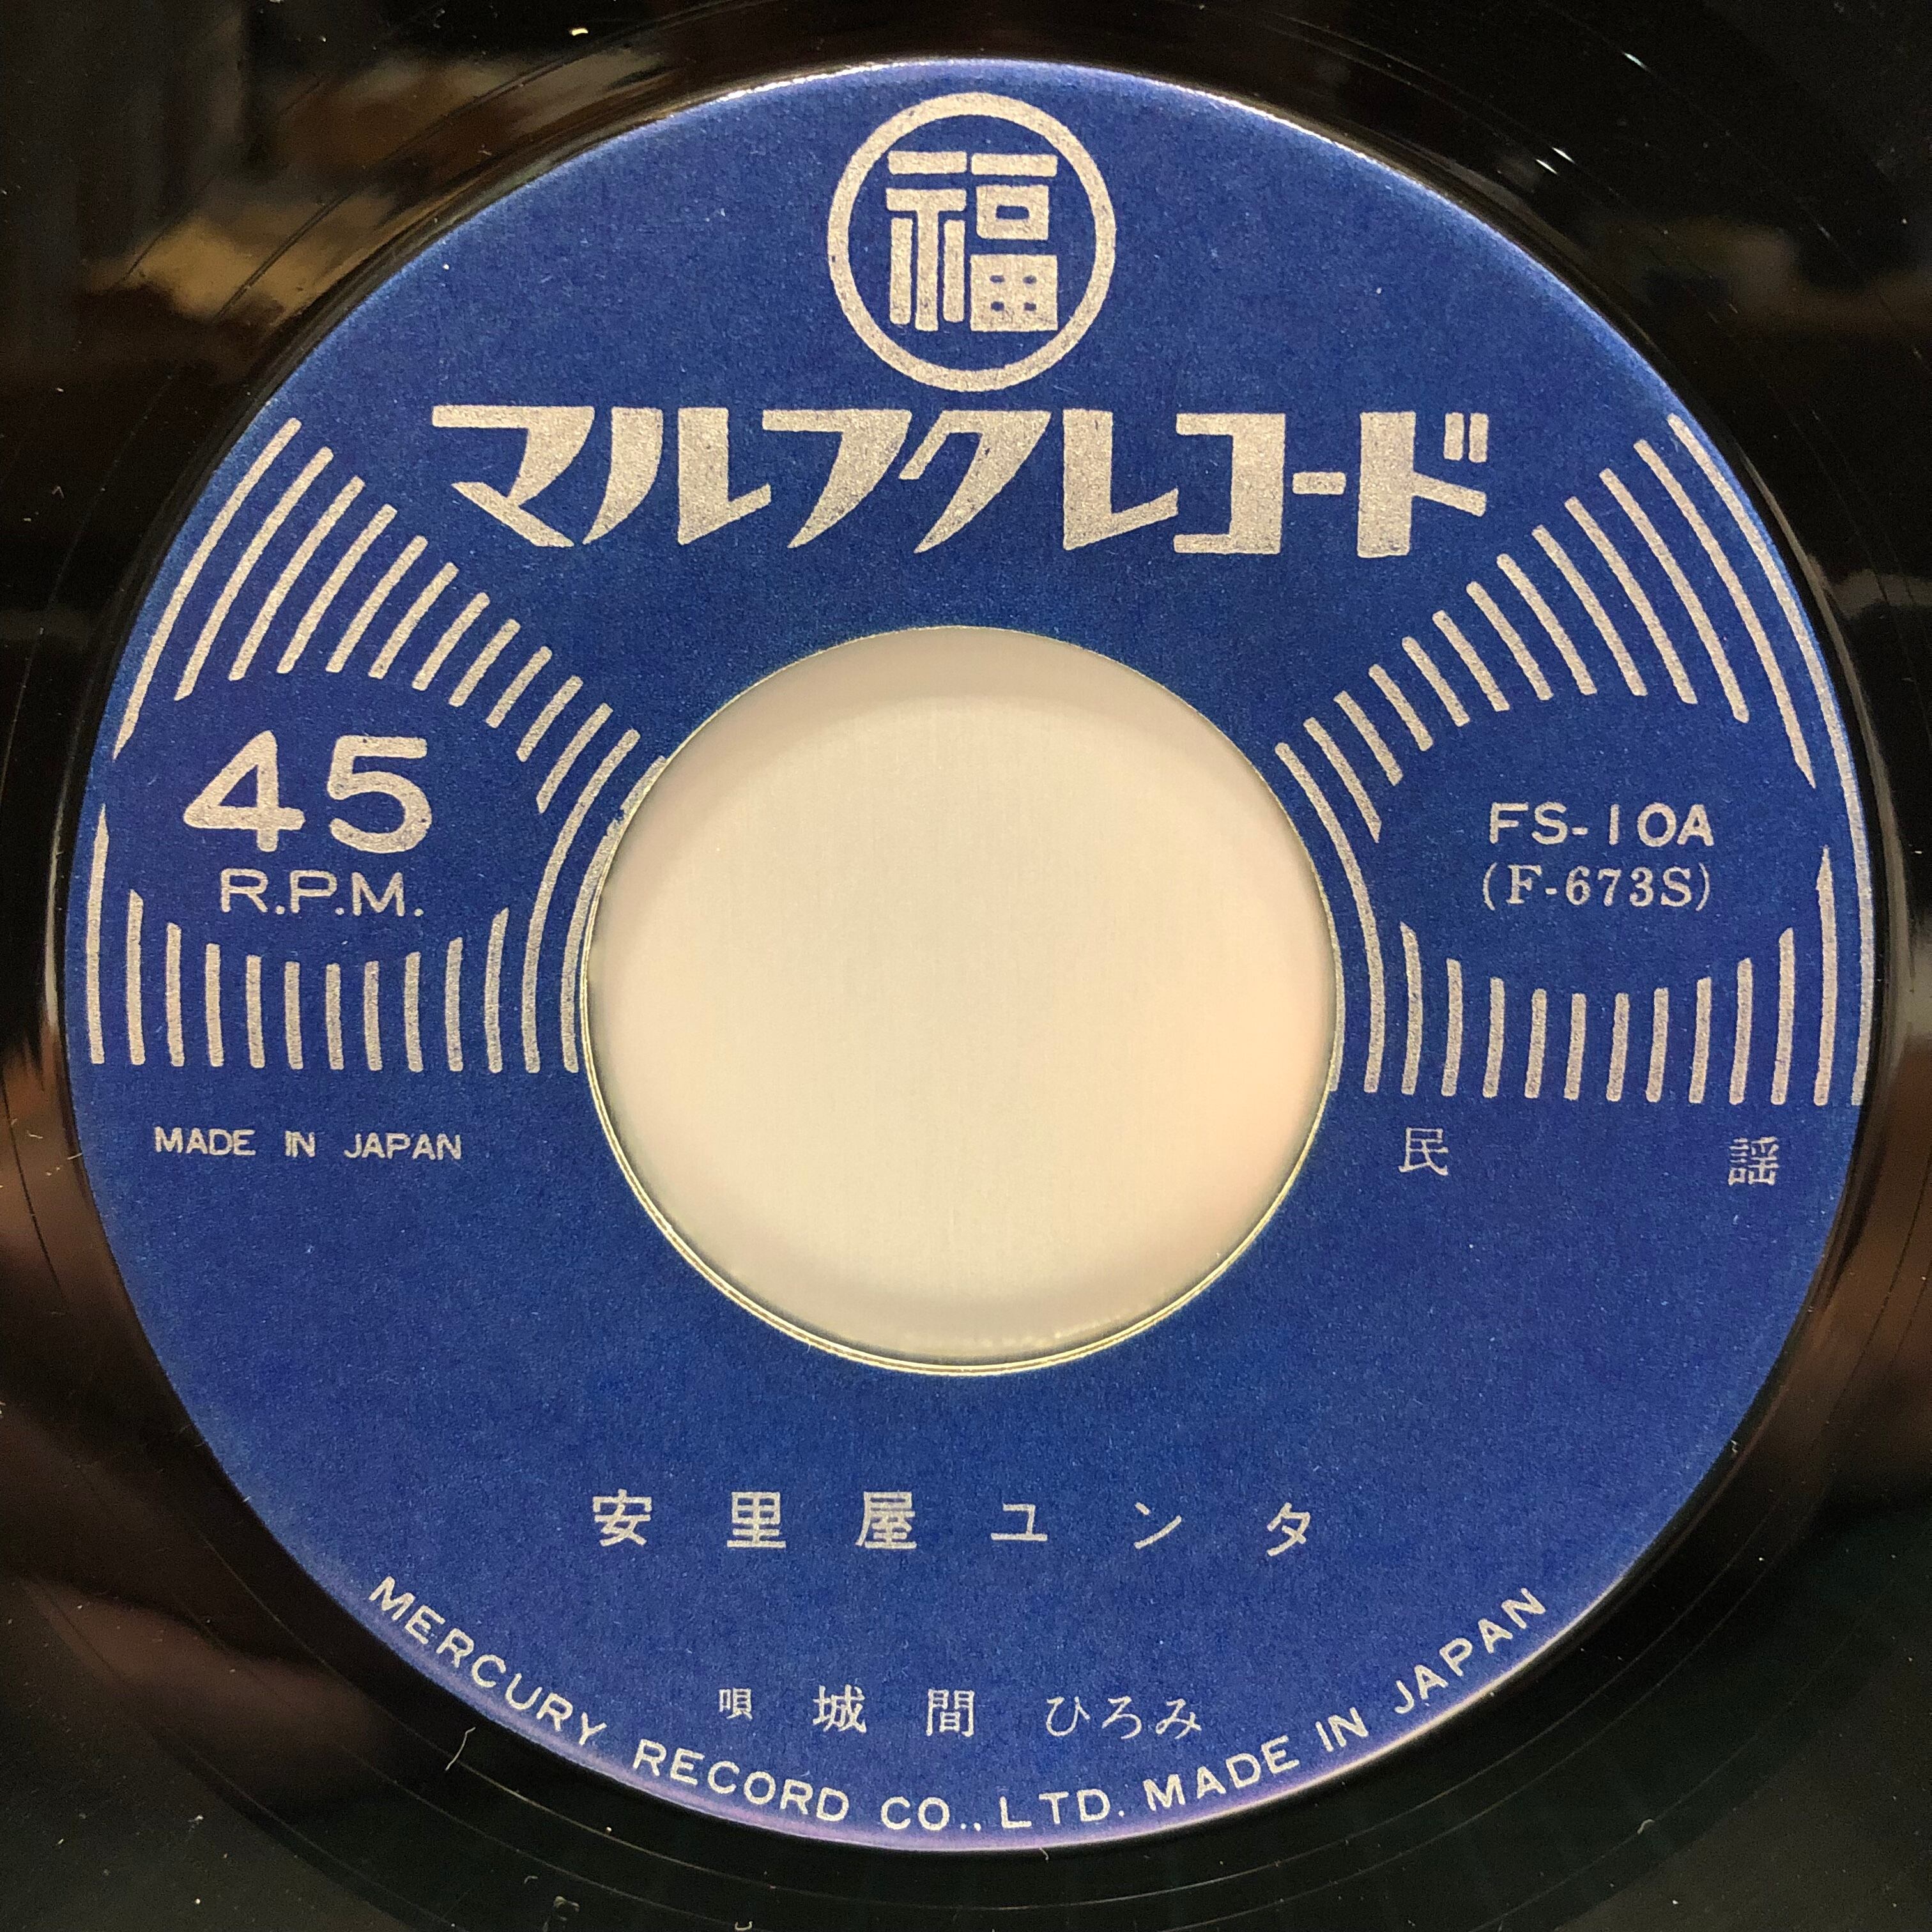 福
マルフクレコード
45
R.P.M.
FS-10A
(F-673S)
MADE IN JAPAN
民謡
安里屋ユンタ
唄 城間ひろみ
MERCURY RECORD CO., LTD. MADE IN JAPAN